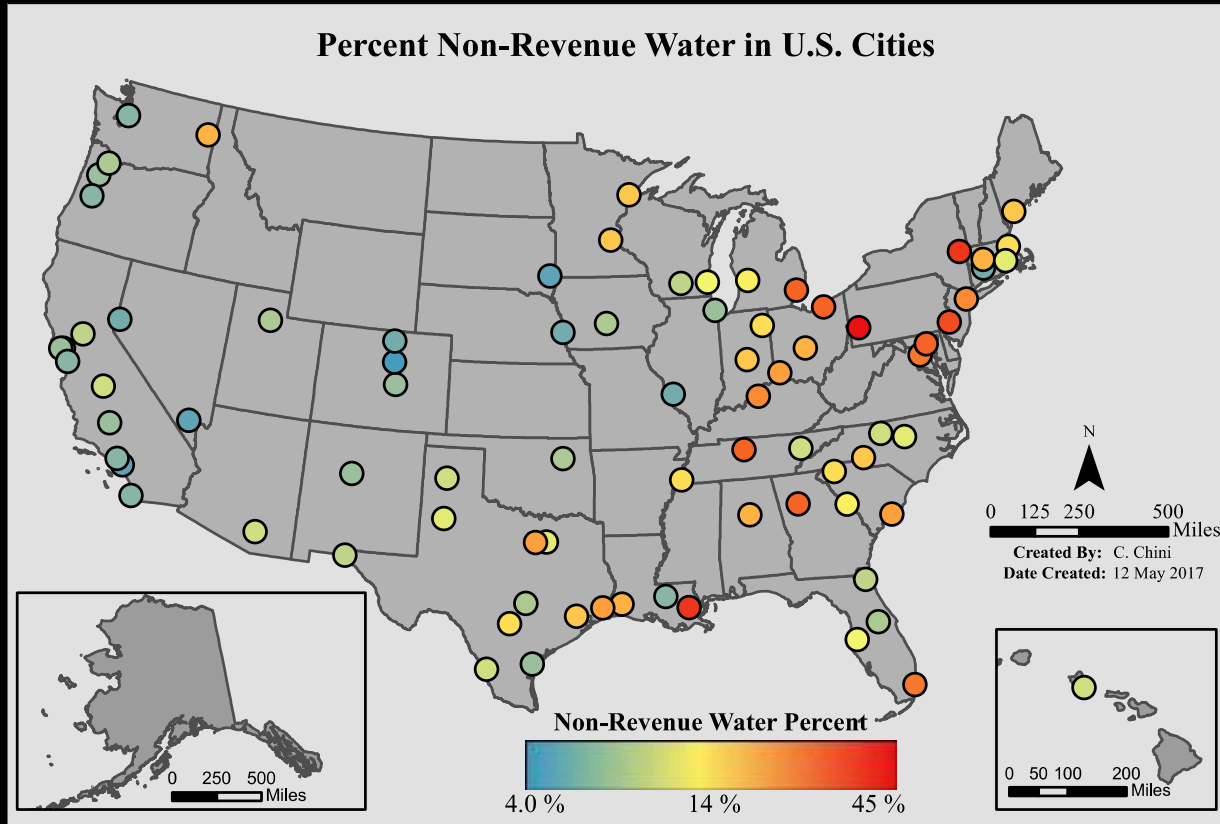 Percent Non-Revenue Water in U.S. Cities
N
0 125 250 500
Miles
Created By: C. Chini
Date Created: 12 May 2017
0 250 500
Miles
Non-Revenue Water Percent
4.0 % 14 % 45 %
0 50 100 200
Miles